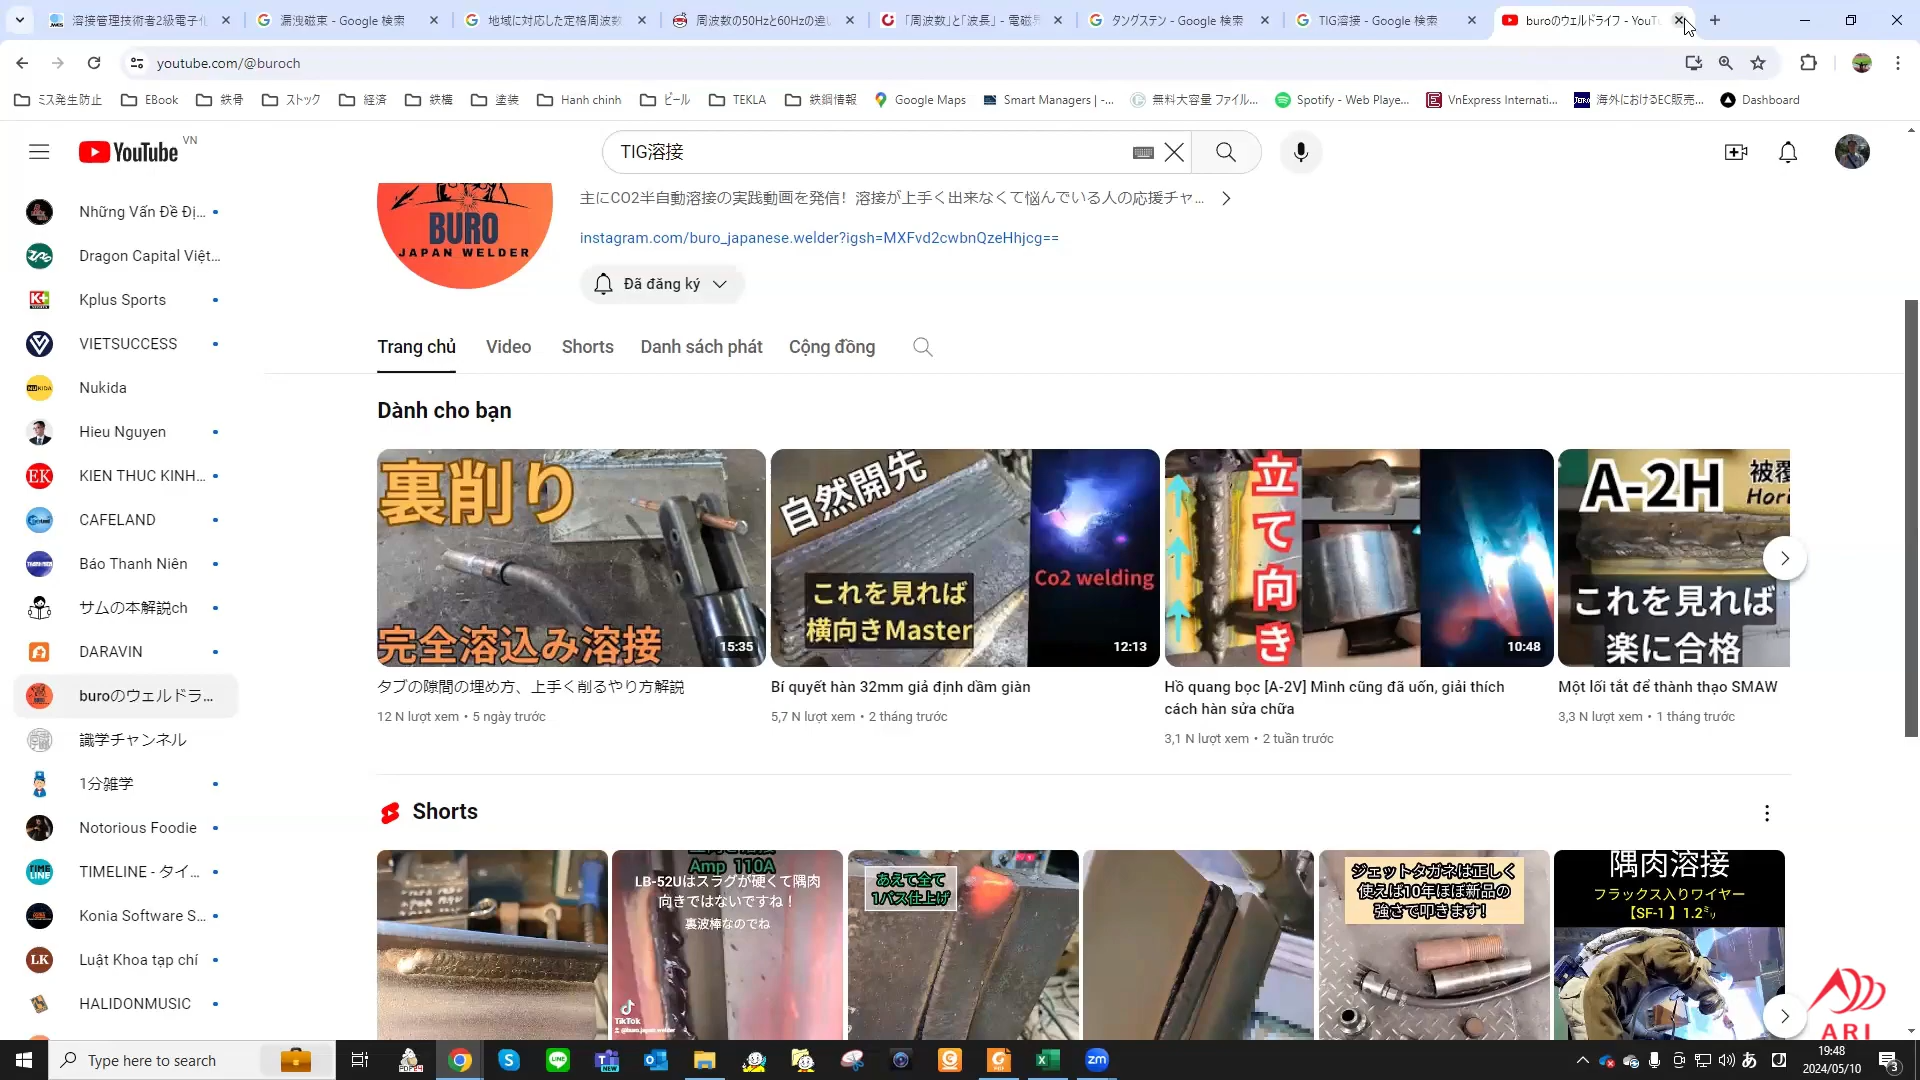 溶接管理技術者2級電子化
漏洩磁束 - Google 検索
地域に対応した定格周波数
周波数の50Hzと60Hzの違い
「周波数」と「波長」 - 電磁界
タングステン - Google 検索
TIG溶接 - Google 検索
buroのウェルドライフ - YouTu
youtube.com/@buroch
ミス発生防止
EBook
鉄骨
ストック
経済
鉄構
塗装
Hanh chinh
ビール
TEKLA
鉄鋼情報
Google Maps
Smart Managers | -...
無料大容量 ファイル...
Spotify - Web Playe...
VnExpress Internati...
海外におけるEC販売...
Dashboard
YouTube
VN
TIG溶接
Những Vấn Đề Đị...
Dragon Capital Việt...
Kplus Sports
VIETSUCCESS
Nukida
Hieu Nguyen
KIEN THUC KINH...
CAFELAND
Báo Thanh Niên
サムの本解説ch
DARAVIN
buroのウェルドラ...
識学チャンネル
1分雑学
Notorious Foodie
TIMELINE - タイ...
Konia Software S...
Luật Khoa tạp chí
HALIDONMUSIC
BURO
JAPAN WELDER
主にCO2半自動溶接の実践動画を発信！溶接が上手く出来なくて悩んでいる人の応援チャ...
instagram.com/buro_japanese.welder?igsh=MXFvd2cwbnQzeHhjcg==
Đã đăng ký
Trang chủ
Video
Shorts
Danh sách phát
Cộng đồng
Dành cho bạn
裏削り
完全溶込み溶接
15:35
自然開先
これを見れば
横向きMaster
Co2 welding
12:13
立て向き
10:48
A-2H
被覆
Hori
これを見れば
楽に合格
タブの隙間の埋め方、上手く削るやり方解説
12 N lượt xem • 5 ngày trước
Bí quyết hàn 32mm giả định dầm giàn
5,7 N lượt xem • 2 tháng trước
Hồ quang bọc [A-2V] Mình cũng đã uốn, giải thích
cách hàn sửa chữa
3,1 N lượt xem • 2 tuần trước
Một lối tắt để thành thạo SMAW
3,3 N lượt xem • 1 tháng trước
Shorts
Amp 110A
LB-52Uはスラグが硬くて隅肉
向きではないですね！
裏波棒なのでね
TikTok
あえて全て
1パス仕上げ
ジェットタガネは正しく
使えば10年ほぼ新品の
強さで叩きます！
隅肉溶接
フラックス入りワイヤー
【SF-1 】1.2㍉
ARI
Type here to search
19:48
2024/05/10
3